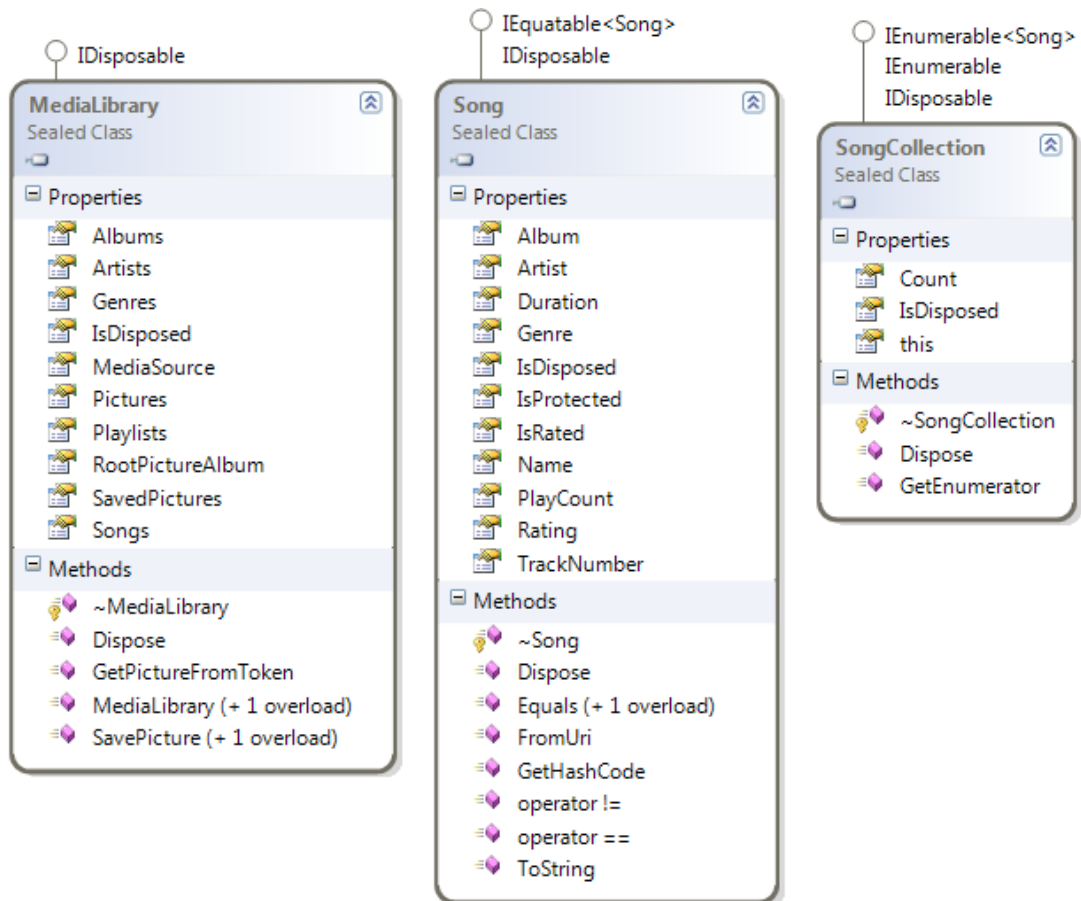 IDisposable
MediaLibrary
Sealed Class
Properties
Albums
Artists
Genres
IsDisposed
MediaSource
Pictures
Playlists
RootPictureAlbum
SavedPictures
Songs
Methods
~MediaLibrary
Dispose
GetPictureFromToken
MediaLibrary (+ 1 overload)
SavePicture (+ 1 overload)
IEquatable<Song>
IDisposable
Song
Sealed Class
Properties
Album
Artist
Duration
Genre
IsDisposed
IsProtected
IsRated
Name
PlayCount
Rating
TrackNumber
Methods
~Song
Dispose
Equals (+ 1 overload)
FromUri
GetHashCode
operator !=
operator ==
ToString
IEnumerable<Song>
IEnumerable
IDisposable
SongCollection
Sealed Class
Properties
Count
IsDisposed
this
Methods
~SongCollection
Dispose
GetEnumerator